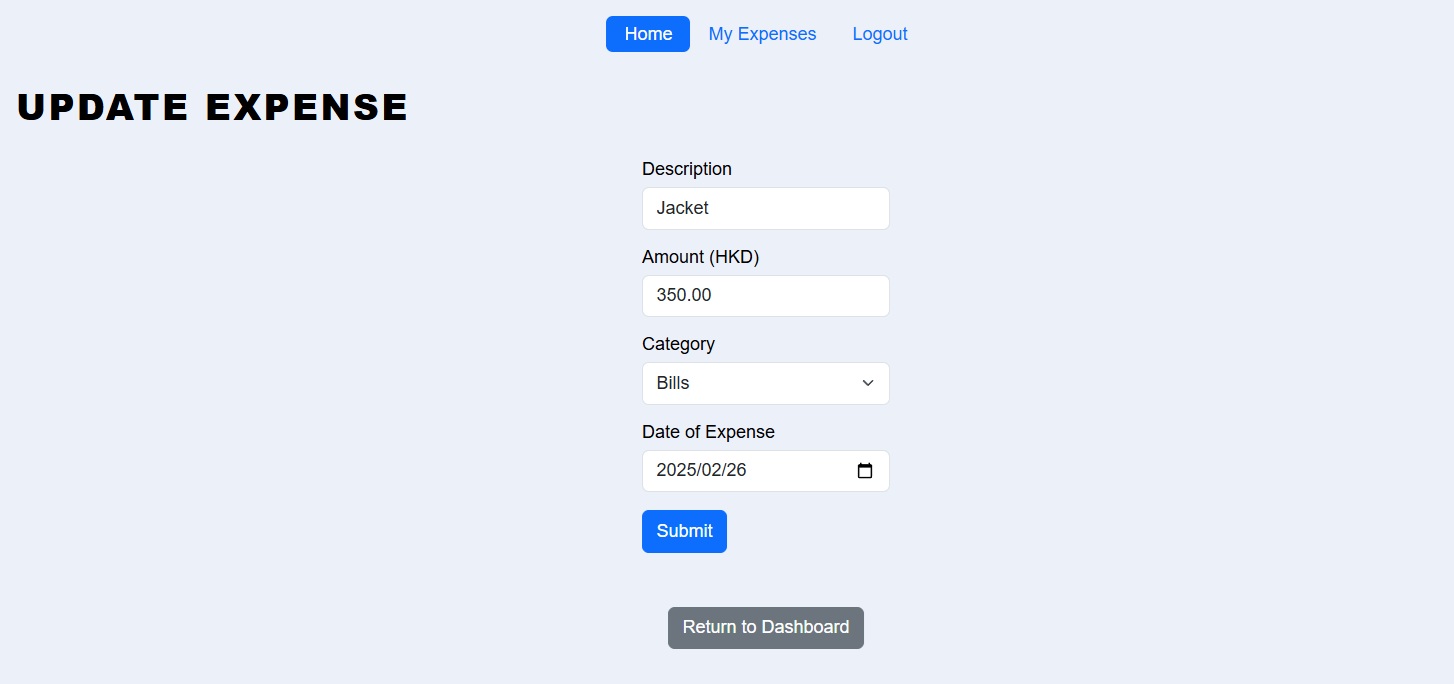 Home My Expenses Logout
UPDATE EXPENSE
Description
Jacket
Amount (HKD)
350.00
Category
Bills
Date of Expense
2025/02/26
Submit
Return to Dashboard